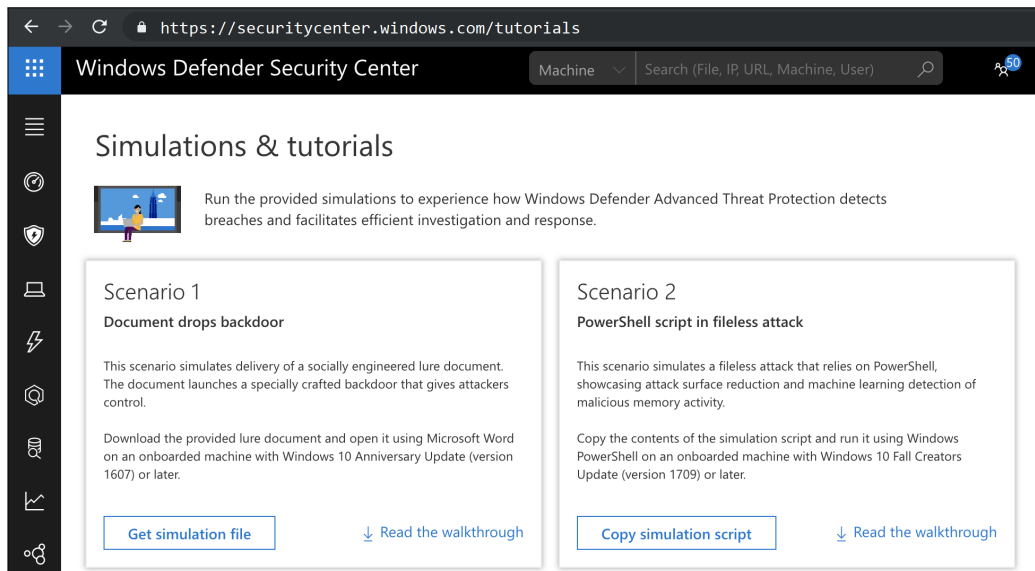 https://securitycenter.windows.com/tutorials
Windows Defender Security Center
Machine
Search (File, IP, URL, Machine, User)
50
Simulations & tutorials
Run the provided simulations to experience how Windows Defender Advanced Threat Protection detects
breaches and facilitates efficient investigation and response.
Scenario 1
Document drops backdoor
This scenario simulates delivery of a socially engineered lure document.
The document launches a specially crafted backdoor that gives attackers
control.
Download the provided lure document and open it using Microsoft Word
on an onboarded machine with Windows 10 Anniversary Update (version
1607) or later.
Get simulation file
Read the walkthrough
Scenario 2
PowerShell script in fileless attack
This scenario simulates a fileless attack that relies on PowerShell,
showcasing attack surface reduction and machine learning detection of
malicious memory activity.
Copy the contents of the simulation script and run it using Windows
PowerShell on an onboarded machine with Windows 10 Fall Creators
Update (version 1709) or later.
Copy simulation script
Read the walkthrough